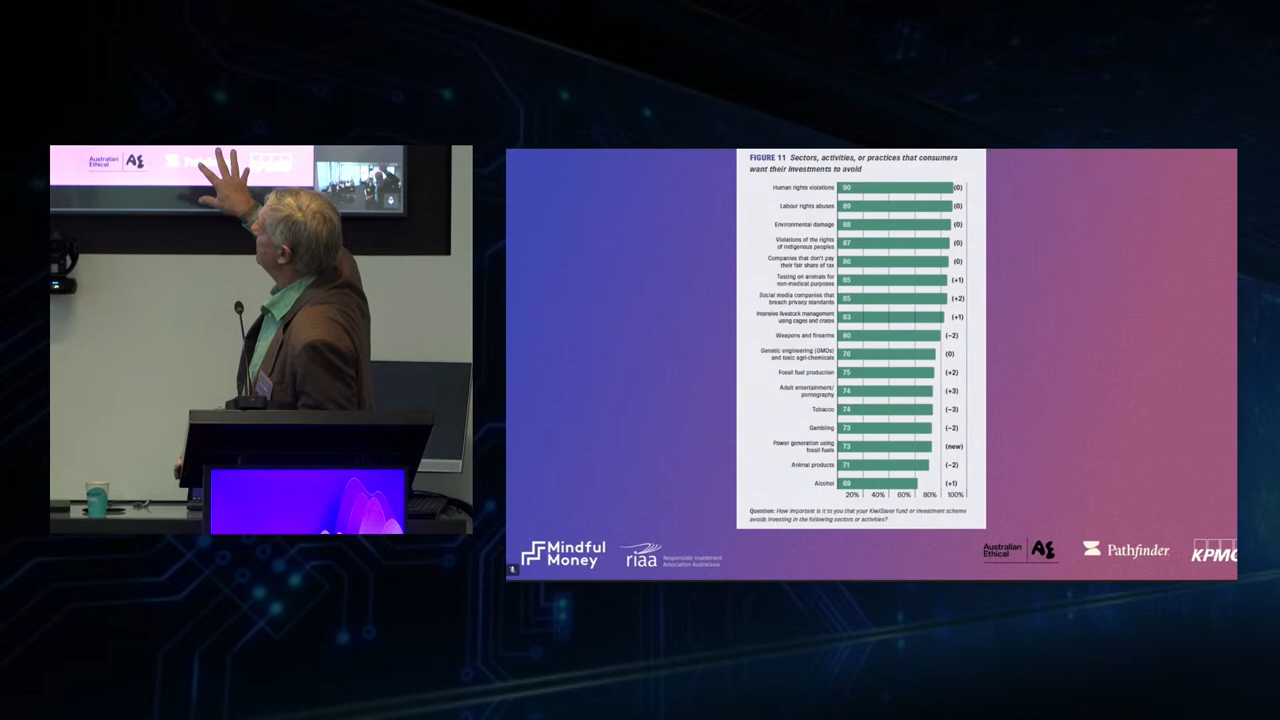 Australian
Ethical
AE
FIGURE 11 Sectors, activities, or practices that consumers
want their investments to avoid
Human rights violations 90 (0)
Labour rights abuses 89 (0)
Environmental damage 88 (0)
Violations of the rights
of indigenous peoples 87 (0)
Companies that don't pay
their fair share of tax 86 (0)
Testing on animals for
non-medical purposes 85 (+1)
Social media companies that
breach privacy standards 85 (+2)
Intensive livestock management
using cages and crates 83 (+1)
Weapons and firearms 80 (−2)
Genetic engineering (GMOs)
and toxic agri-chemicals 76 (0)
Fossil fuel production 75 (+2)
Adult entertainment/
pornography 74 (+3)
Tobacco 74 (−3)
Gambling 73 (−2)
Power generation using
fossil fuels 73 (new)
Animal products 71 (−2)
Alcohol 69 (+1)
20% 40% 60% 80% 100%
Question: How important is it to you that your KiwiSaver fund or investment scheme
avoids investing in the following sectors or activities?
Mindful
Money
riaa
Responsible Investment
Association Australasia
Australian
Ethical
AE
Pathfinder
KPMG